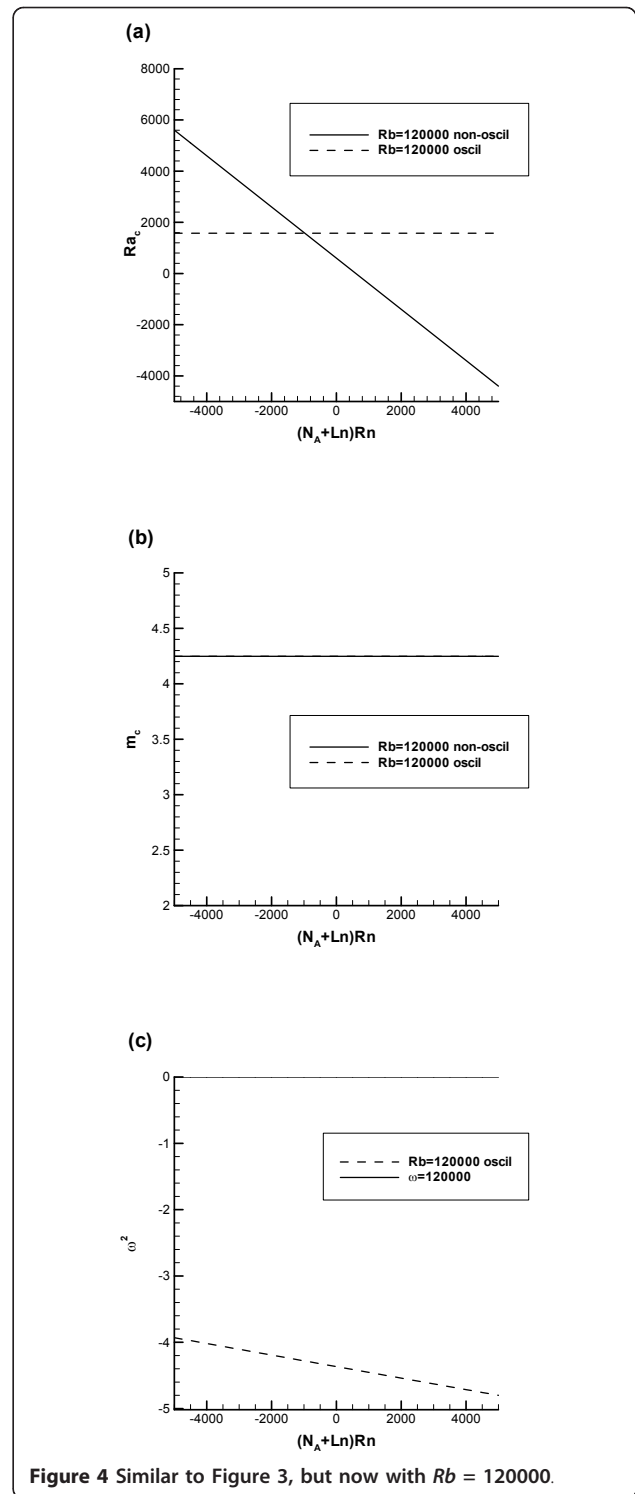 (a)
8000
6000
4000
2000
0
-2000
-4000
Ra_c
-4000 -2000 0 2000 4000
(N_A+Ln)Rn
Rb=120000 non-oscil
Rb=120000 oscil
(b)
5
4.5
4
3.5
3
2.5
2
m_c
-4000 -2000 0 2000 4000
(N_A+Ln)Rn
Rb=120000 non-oscil
Rb=120000 oscil
(c)
0
-1
-2
-3
-4
-5
ω²
-4000 -2000 0 2000 4000
(N_A+Ln)Rn
Rb=120000 oscil
ω=120000
Figure 4 Similar to Figure 3, but now with Rb = 120000.